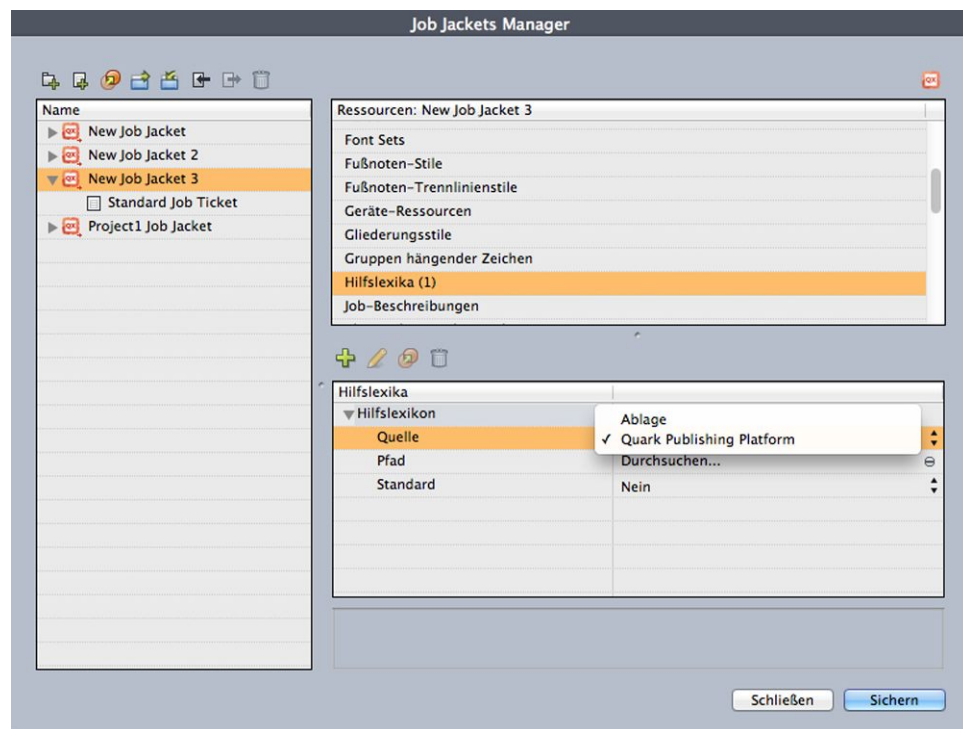 Job Jackets Manager
Name
New Job Jacket
New Job Jacket 2
New Job Jacket 3
Standard Job Ticket
Project1 Job Jacket
Ressourcen: New Job Jacket 3
Font Sets
Fußnoten-Stile
Fußnoten-Trennlinienstile
Geräte-Ressourcen
Gliederungsstile
Gruppen hängender Zeichen
Hilfslexika (1)
Job-Beschreibungen
Hilfslexika
Hilfslexikon
Ablage
Quelle
✓ Quark Publishing Platform
Pfad Durchsuchen...
Standard Nein
Schließen Sichern